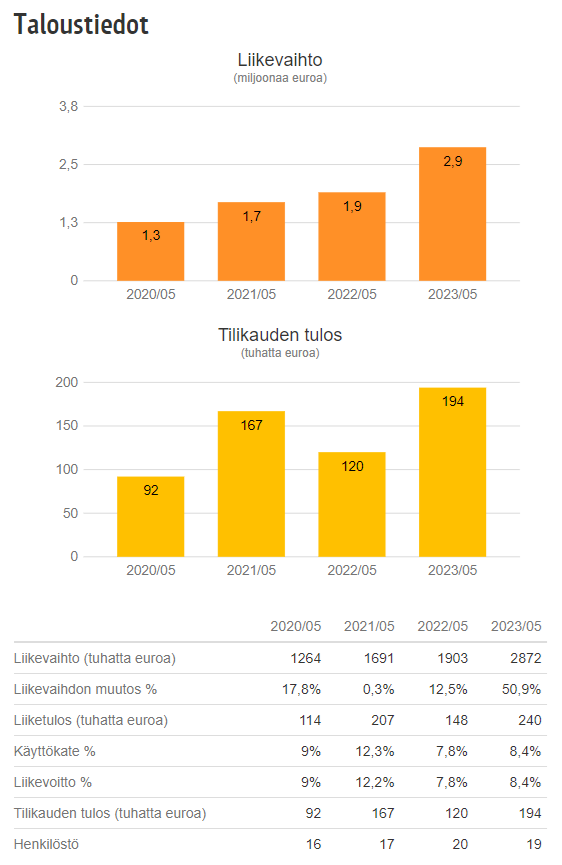 Taloustiedot
Liikevaihto
(miljoonaa euroa)
3,8
2,5
1,3
0
1,3
1,7
1,9
2,9
2020/05 2021/05 2022/05 2023/05
Tilikauden tulos
(tuhatta euroa)
200
150
100
50
0
92
167
120
194
2020/05 2021/05 2022/05 2023/05
2020/05 2021/05 2022/05 2023/05
Liikevaihto (tuhatta euroa) 1264 1691 1903 2872
Liikevaihdon muutos % 17,8% 0,3% 12,5% 50,9%
Liiketulos (tuhatta euroa) 114 207 148 240
Käyttökate % 9% 12,3% 7,8% 8,4%
Liikevoitto % 9% 12,2% 7,8% 8,4%
Tilikauden tulos (tuhatta euroa) 92 167 120 194
Henkilöstö 16 17 20 19